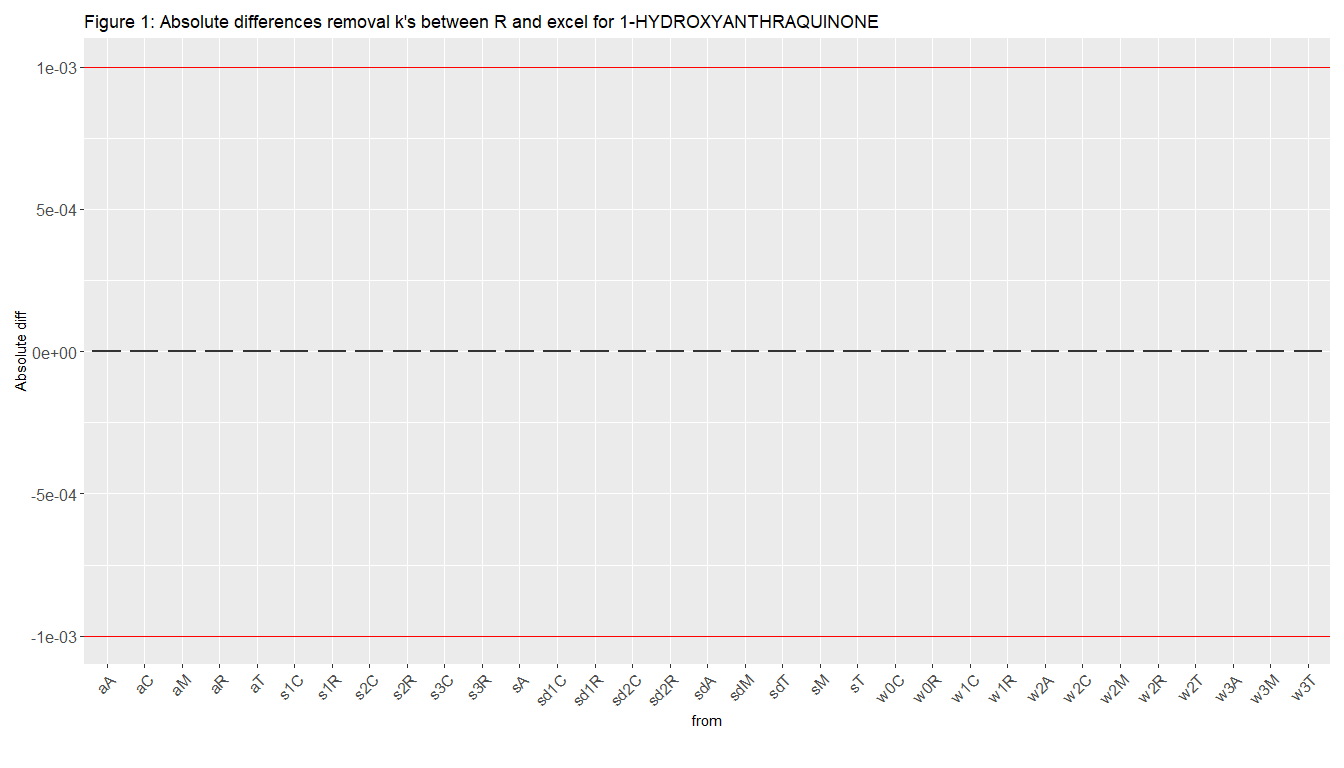 Figure 1: Absolute differences removal k's between R and excel for 1-HYDROXYANTHRAQUINONE
1e-03
5e-04
0e+00
-5e-04
-1e-03
Absolute diff
aA aC aM aR aT s1C s1R s2C s2R s3C s3R sA sd1C sd1R sd2C sd2R sdA sdM sdT sM sT w0C w0R w1C w1R w2A w2C w2M w2R w2T w3A w3M w3T
from